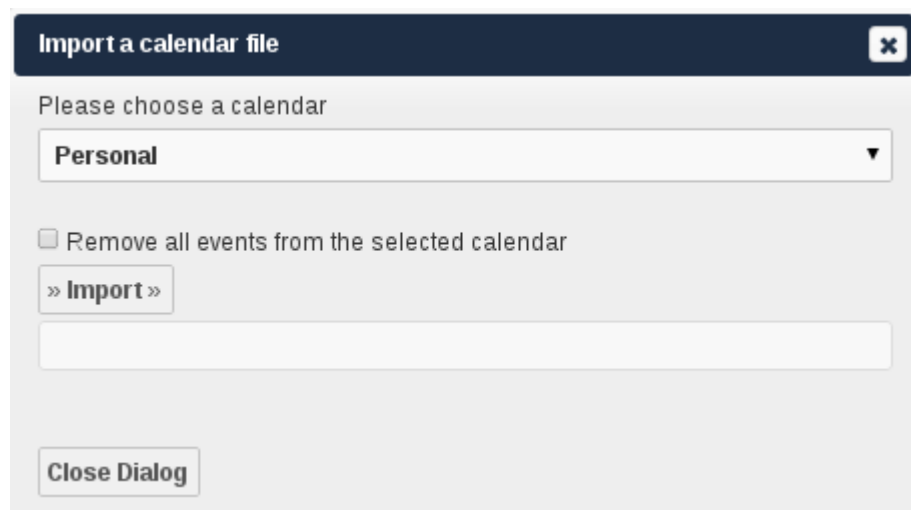 Import a calendar file
Please choose a calendar
Personal
Remove all events from the selected calendar
» Import »
Close Dialog